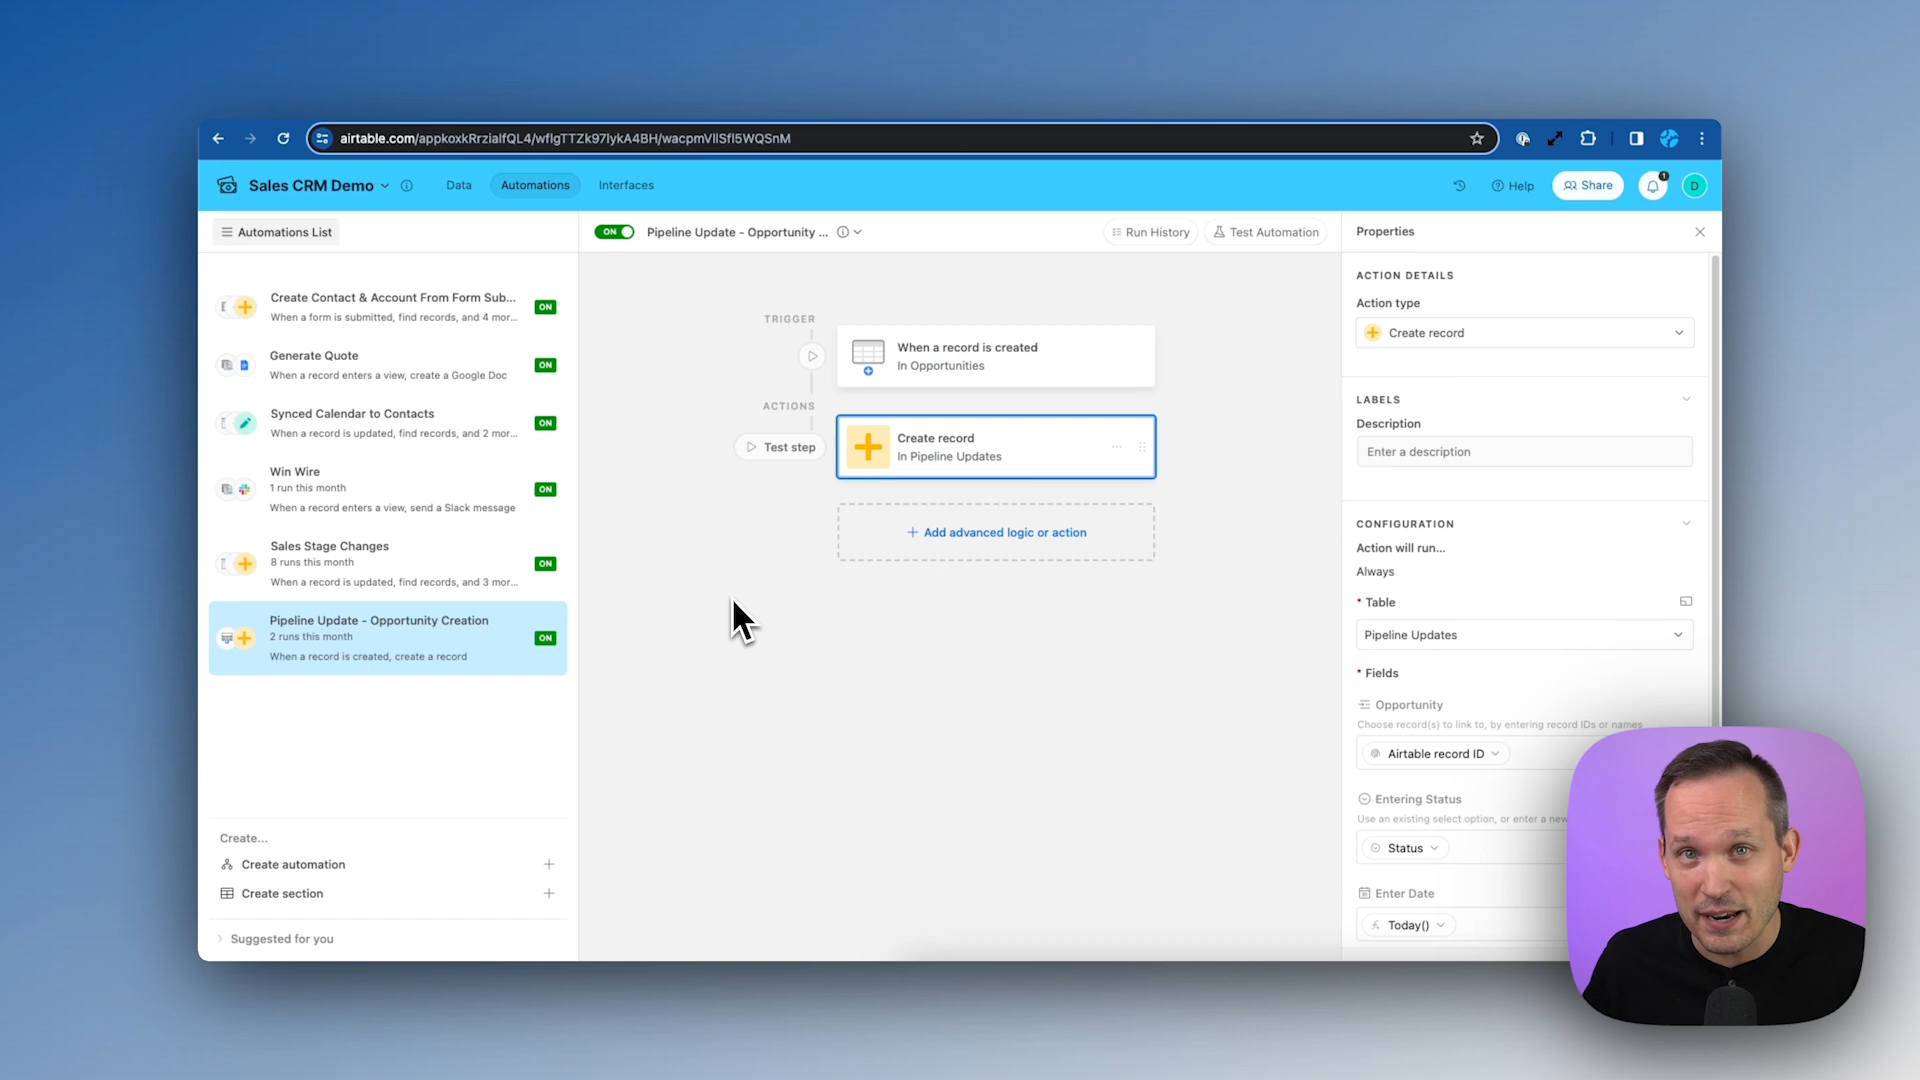 airtable.com/appkoxkRrzialfQL4/wflgTTZk97lykA4BH/wacpmVllSfl5WQSnM
Sales CRM Demo
Data
Automations
Interfaces
Help
Share
1
D
Automations List
ON
Pipeline Update - Opportunity ...
Run History
Test Automation
Properties
Create Contact & Account From Form Sub...
When a form is submitted, find records, and 4 mor...
ON
Generate Quote
When a record enters a view, create a Google Doc
ON
Synced Calendar to Contacts
When a record is updated, find records, and 2 mor...
ON
Win Wire
1 run this month
When a record enters a view, send a Slack message
ON
Sales Stage Changes
8 runs this month
When a record is updated, find records, and 3 mor...
ON
Pipeline Update - Opportunity Creation
2 runs this month
When a record is created, create a record
ON
Create...
Create automation
Create section
Suggested for you
TRIGGER
When a record is created
In Opportunities
ACTIONS
Test step
Create record
In Pipeline Updates
+ Add advanced logic or action
ACTION DETAILS
Action type
Create record
LABELS
Description
Enter a description
CONFIGURATION
Action will run...
Always
* Table
Pipeline Updates
* Fields
Opportunity
Choose record(s) to link to, by entering record IDs or names
Airtable record ID
Entering Status
Use an existing select option, or enter a new
Status
Enter Date
Today()